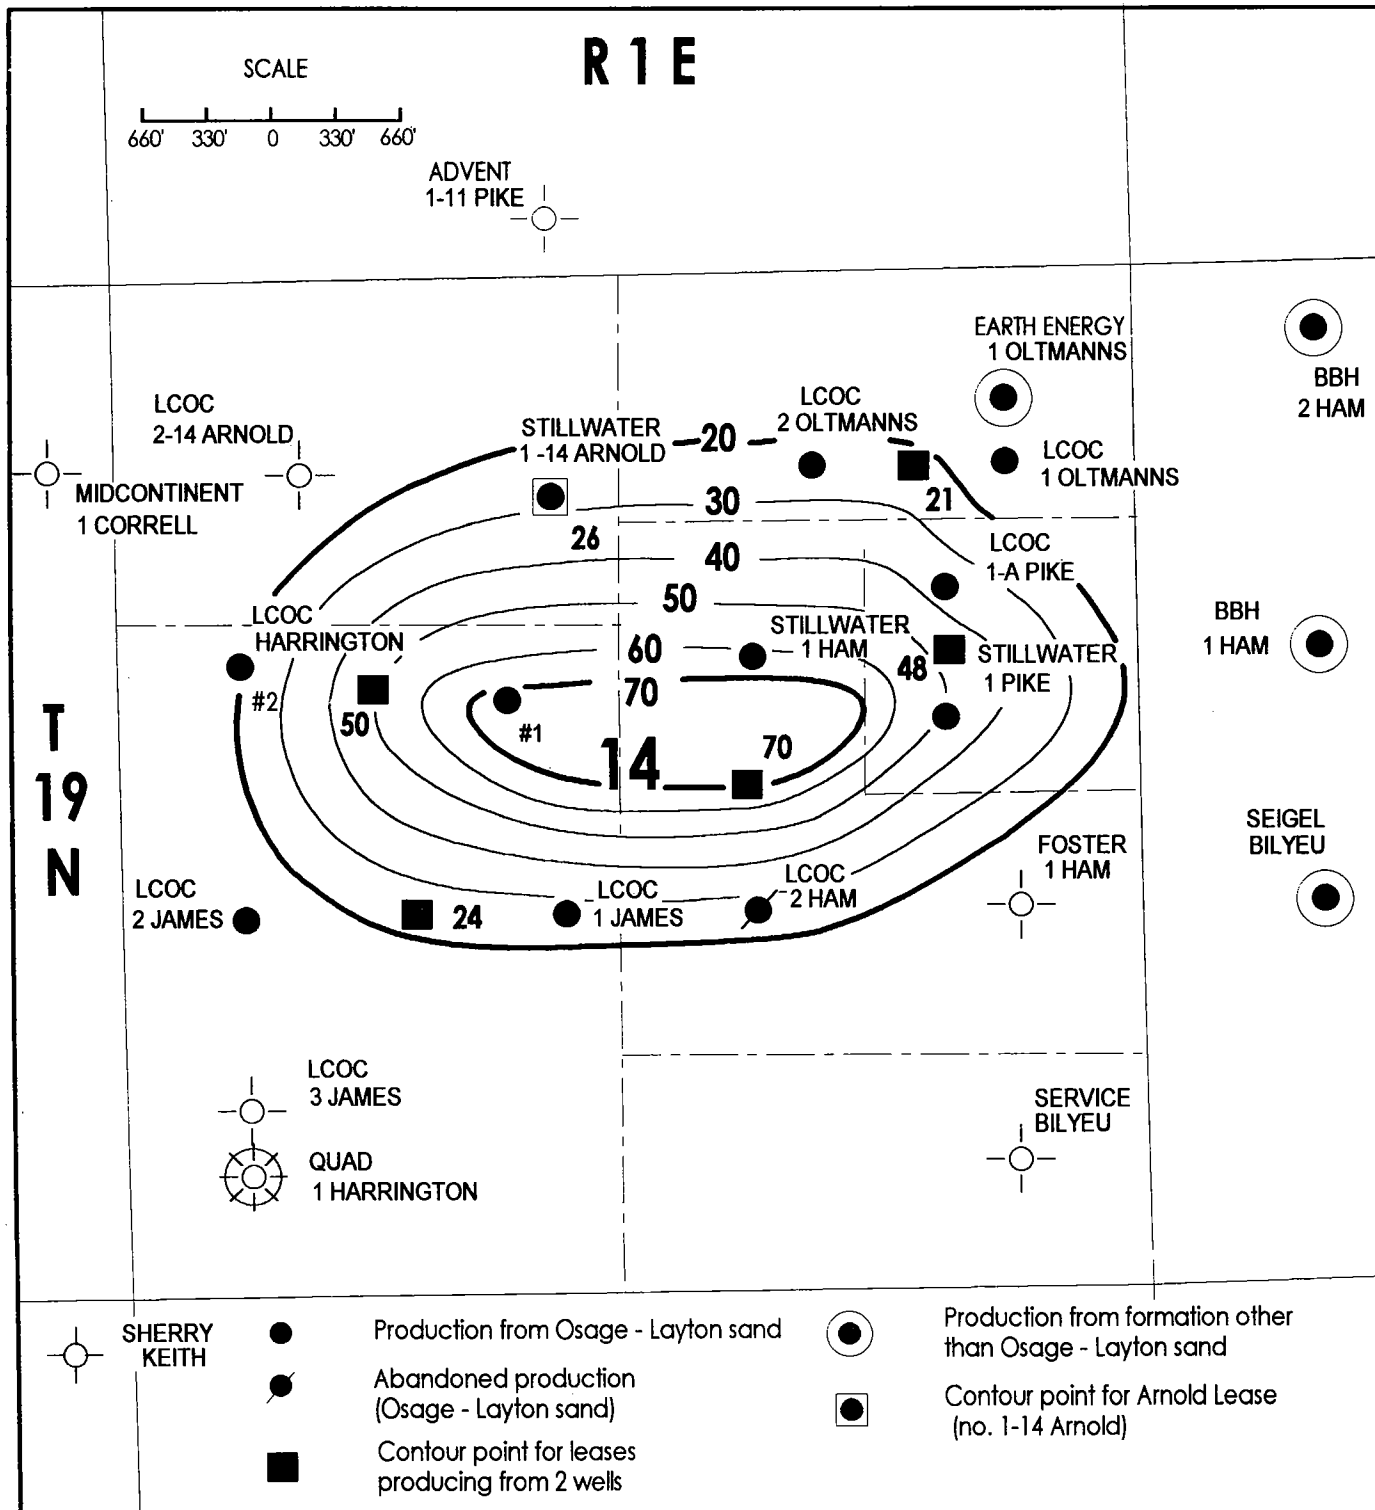 R 1 E
SCALE
660' 330' 0 330' 660'
ADVENT
1-11 PIKE
EARTH ENERGY
1 OLTMANNS
BBH
2 HAM
LCOC
2-14 ARNOLD
STILLWATER
1 -14 ARNOLD
20
LCOC
2 OLTMANNS
LCOC
1 OLTMANNS
MIDCONTINENT
1 CORRELL
21
30
26
40
LCOC
1-A PIKE
50
LCOC
HARRINGTON
60
STILLWATER
1 HAM
48
STILLWATER
1 PIKE
BBH
1 HAM
#2
50
70
#1
14
70
T
19
N
SEIGEL
BILYEU
FOSTER
1 HAM
LCOC
2 JAMES
24
LCOC
1 JAMES
LCOC
2 HAM
LCOC
3 JAMES
QUAD
1 HARRINGTON
SERVICE
BILYEU
SHERRY
KEITH
Production from Osage - Layton sand
Abandoned production
(Osage - Layton sand)
Contour point for leases
producing from 2 wells
Production from formation other
than Osage - Layton sand
Contour point for Arnold Lease
(no. 1-14 Arnold)